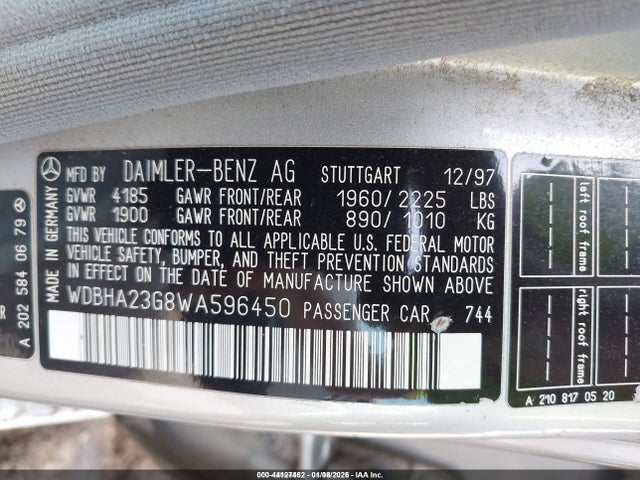 MADE IN GERMANY
MFD. BY DAIMLER-BENZ AG STUTTGART 12/97
GVWR 4185 GAWR FRONT/REAR 1960/2225 LBS
GVWR 1900 GAWR FRONT/REAR 890/1010 KG
THIS VEHICLE CONFORMS TO ALL APPLICABLE U.S. FEDERAL MOTOR
VEHICLE SAFETY, BUMPER, AND THEFT PREVENTION STANDARDS
IN EFFECT ON THE DATE OF MANUFACTURE SHOWN ABOVE
WDBHA23G8WA596450 PASSENGER CAR 744
A 202 584 06 79
left roof frame
right roof frame
A 210 817 05 20
000-44127462 - 01/08/2026 - IAA Inc.